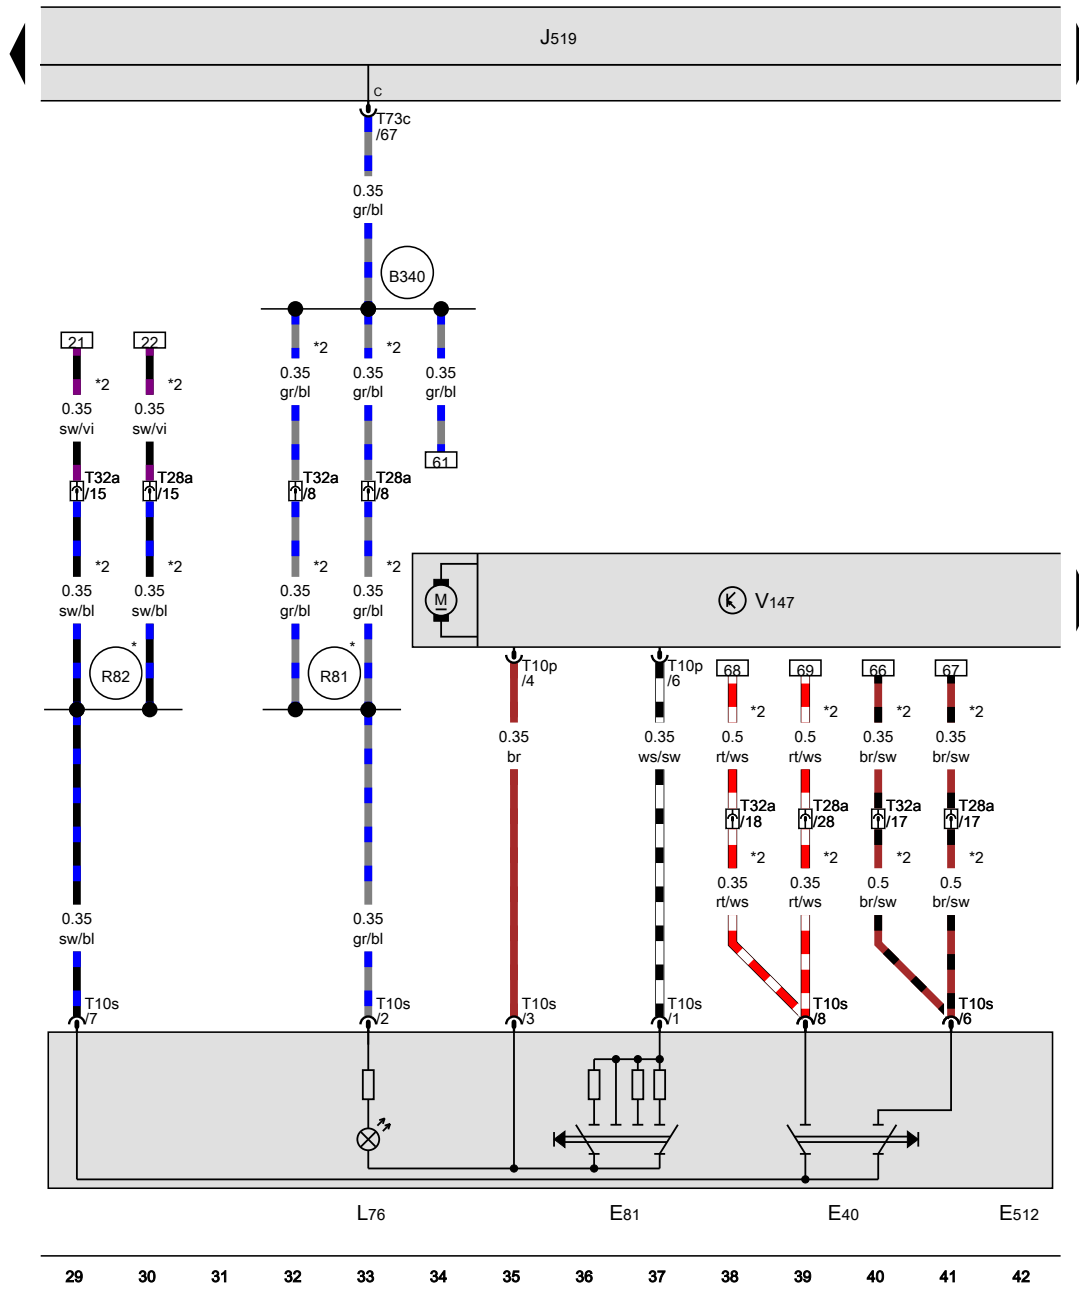 J519
c
T73c
/67
0.35
gr/bl
B340
21
22
*2
*2
*2
*2
0.35
gr/bl
0.35
gr/bl
0.35
gr/bl
0.35
sw/vi
0.35
sw/vi
61
T32a
/15
T28a
/15
T32a
/8
T28a
/8
*2
*2
*2
*2
0.35
sw/bl
0.35
sw/bl
0.35
gr/bl
0.35
gr/bl
M
V147
R82
*
R81
*
T10p
/4
T10p
/6
68
69
66
67
*2
*2
*2
*2
0.35
br
0.35
ws/sw
0.5
rt/ws
0.5
rt/ws
0.35
br/sw
0.35
br/sw
T32a
/18
T28a
/28
T32a
/17
T28a
/17
*2
*2
*2
*2
0.35
rt/ws
0.35
rt/ws
0.5
br/sw
0.5
br/sw
0.35
sw/bl
0.35
gr/bl
T10s
/7
T10s
/2
T10s
/3
T10s
/1
T10s
/8
T10s
/6
L76
E81
E40
E512
29 30 31 32 33 34 35 36 37 38 39 40 41 42